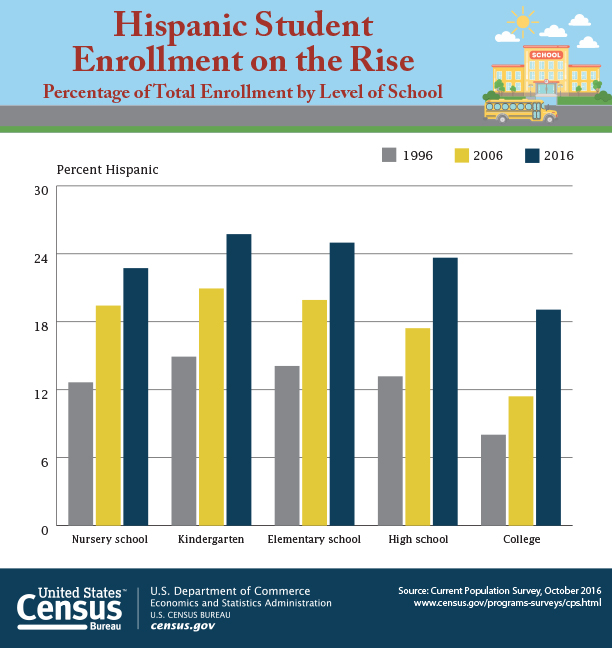 Hispanic Student
Enrollment on the Rise
Percentage of Total Enrollment by Level of School
SCHOOL
1996 2006 2016
Percent Hispanic
30
24
18
12
6
0
Nursery school Kindergarten Elementary school High school College
United States™
Census
Bureau
U.S. Department of Commerce
Economics and Statistics Administration
U.S. CENSUS BUREAU
census.gov
Source: Current Population Survey, October 2016
www.census.gov/programs-surveys/cps.html